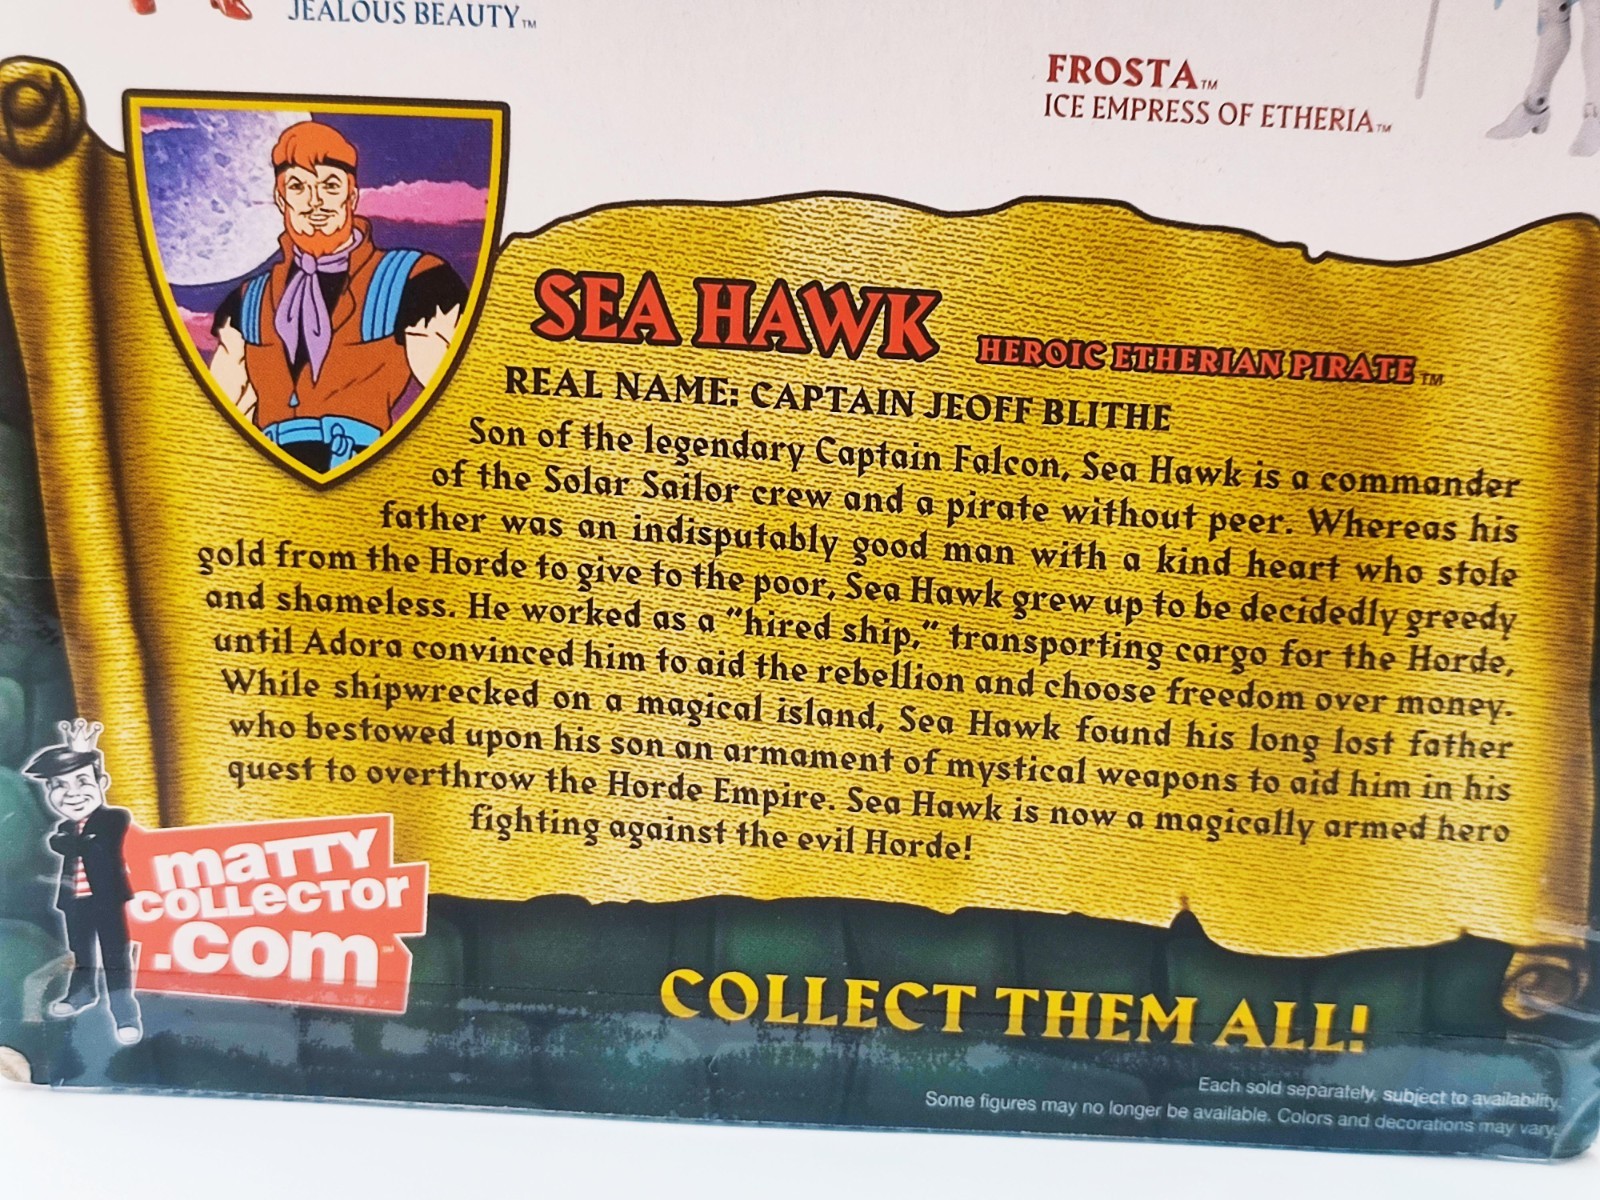 JEALOUS BEAUTY™
FROSTA™
ICE EMPRESS OF ETHERIA™
SEA HAWK HEROIC ETHERIAN PIRATE™
REAL NAME: CAPTAIN JEOFF BLITHE
Son of the legendary Captain Falcon, Sea Hawk is a commander
of the Solar Sailor crew and a pirate without peer. Whereas his
father was an indisputably good man with a kind heart who stole
gold from the Horde to give to the poor, Sea Hawk grew up to be decidedly greedy
and shameless. He worked as a "hired ship," transporting cargo for the Horde,
until Adora convinced him to aid the rebellion and choose freedom over money.
While shipwrecked on a magical island, Sea Hawk found his long lost father
who bestowed upon his son an armament of mystical weapons to aid him in his
quest to overthrow the Horde Empire. Sea Hawk is now a magically armed hero
fighting against the evil Horde!
maTTY
COLLECTOr
.com™
COLLECT THEM ALL!
Each sold separately, subject to availability.
Some figures may no longer be available. Colors and decorations may vary.